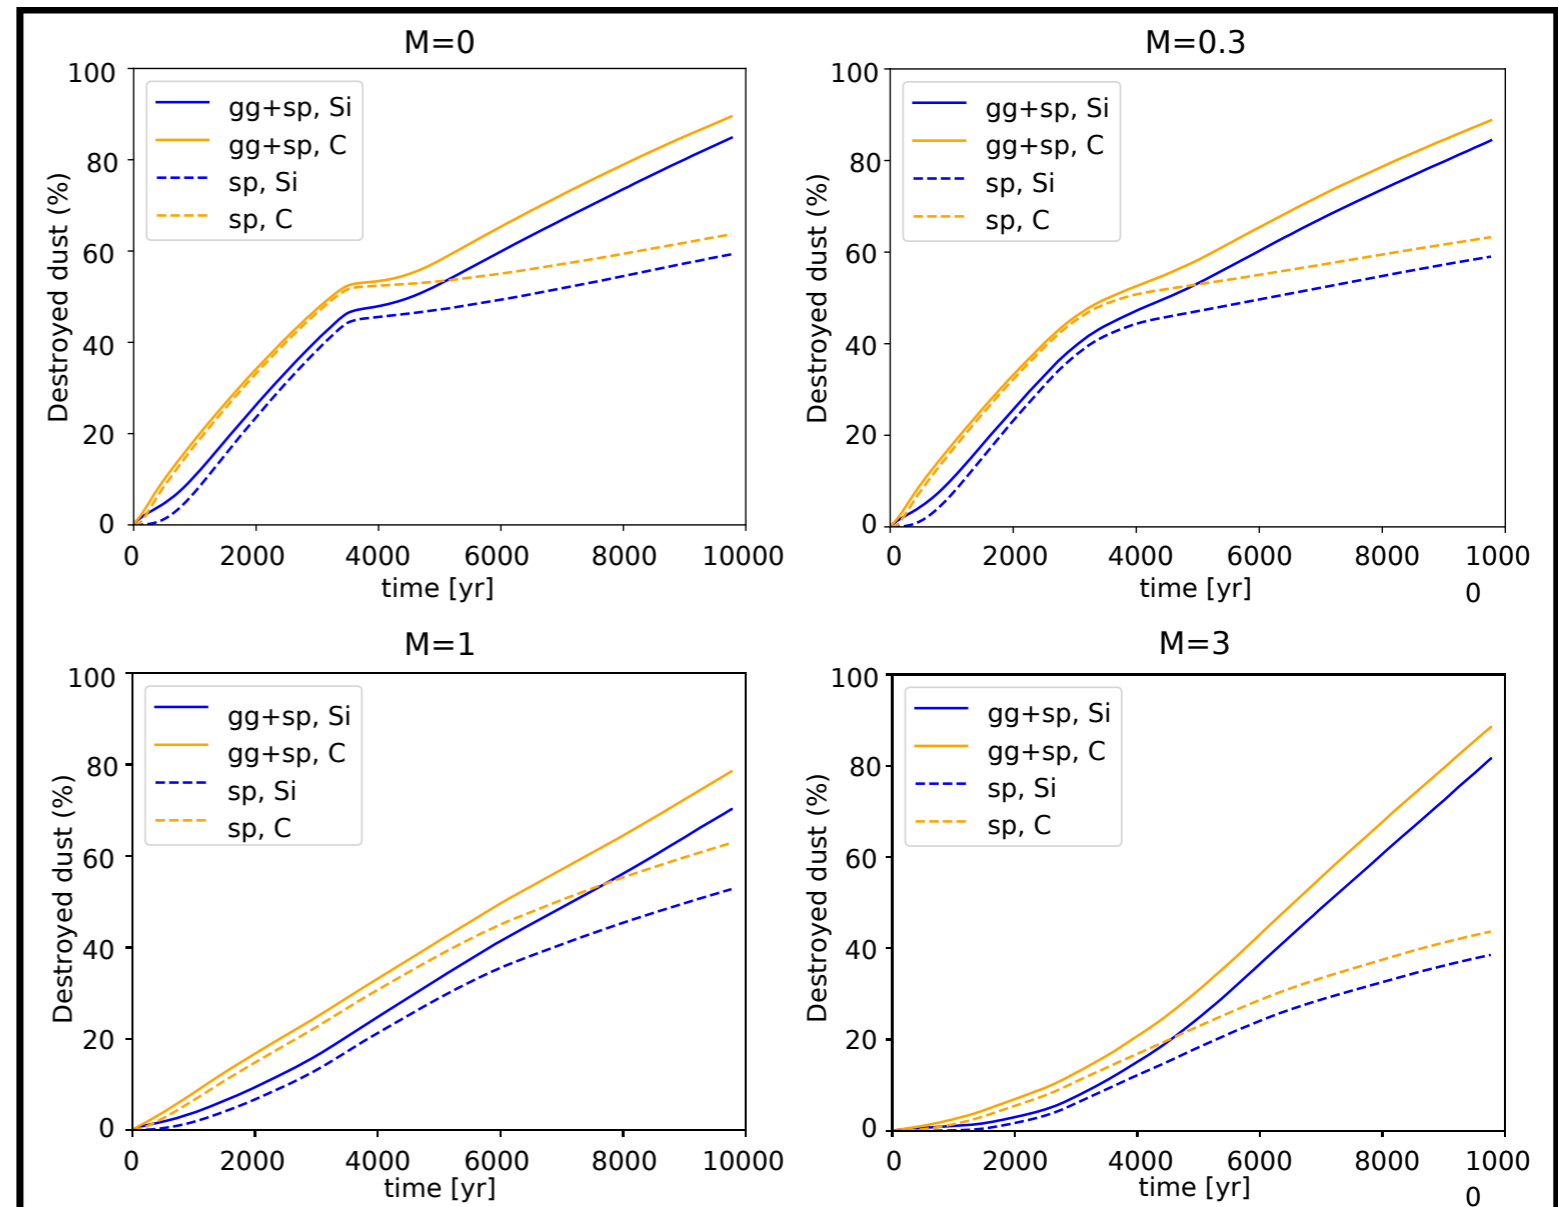 M=0
100
80
60
40
20
0
Destroyed dust (%)
gg+sp, Si
gg+sp, C
sp, Si
sp, C
0 2000 4000 6000 8000 10000
time [yr]
M=0.3
100
80
60
40
20
0
Destroyed dust (%)
gg+sp, Si
gg+sp, C
sp, Si
sp, C
0 2000 4000 6000 8000 1000
0
time [yr]
M=1
100
80
60
40
20
0
Destroyed dust (%)
gg+sp, Si
gg+sp, C
sp, Si
sp, C
0 2000 4000 6000 8000 10000
time [yr]
M=3
100
80
60
40
20
0
Destroyed dust (%)
gg+sp, Si
gg+sp, C
sp, Si
sp, C
0 2000 4000 6000 8000 1000
0
time [yr]